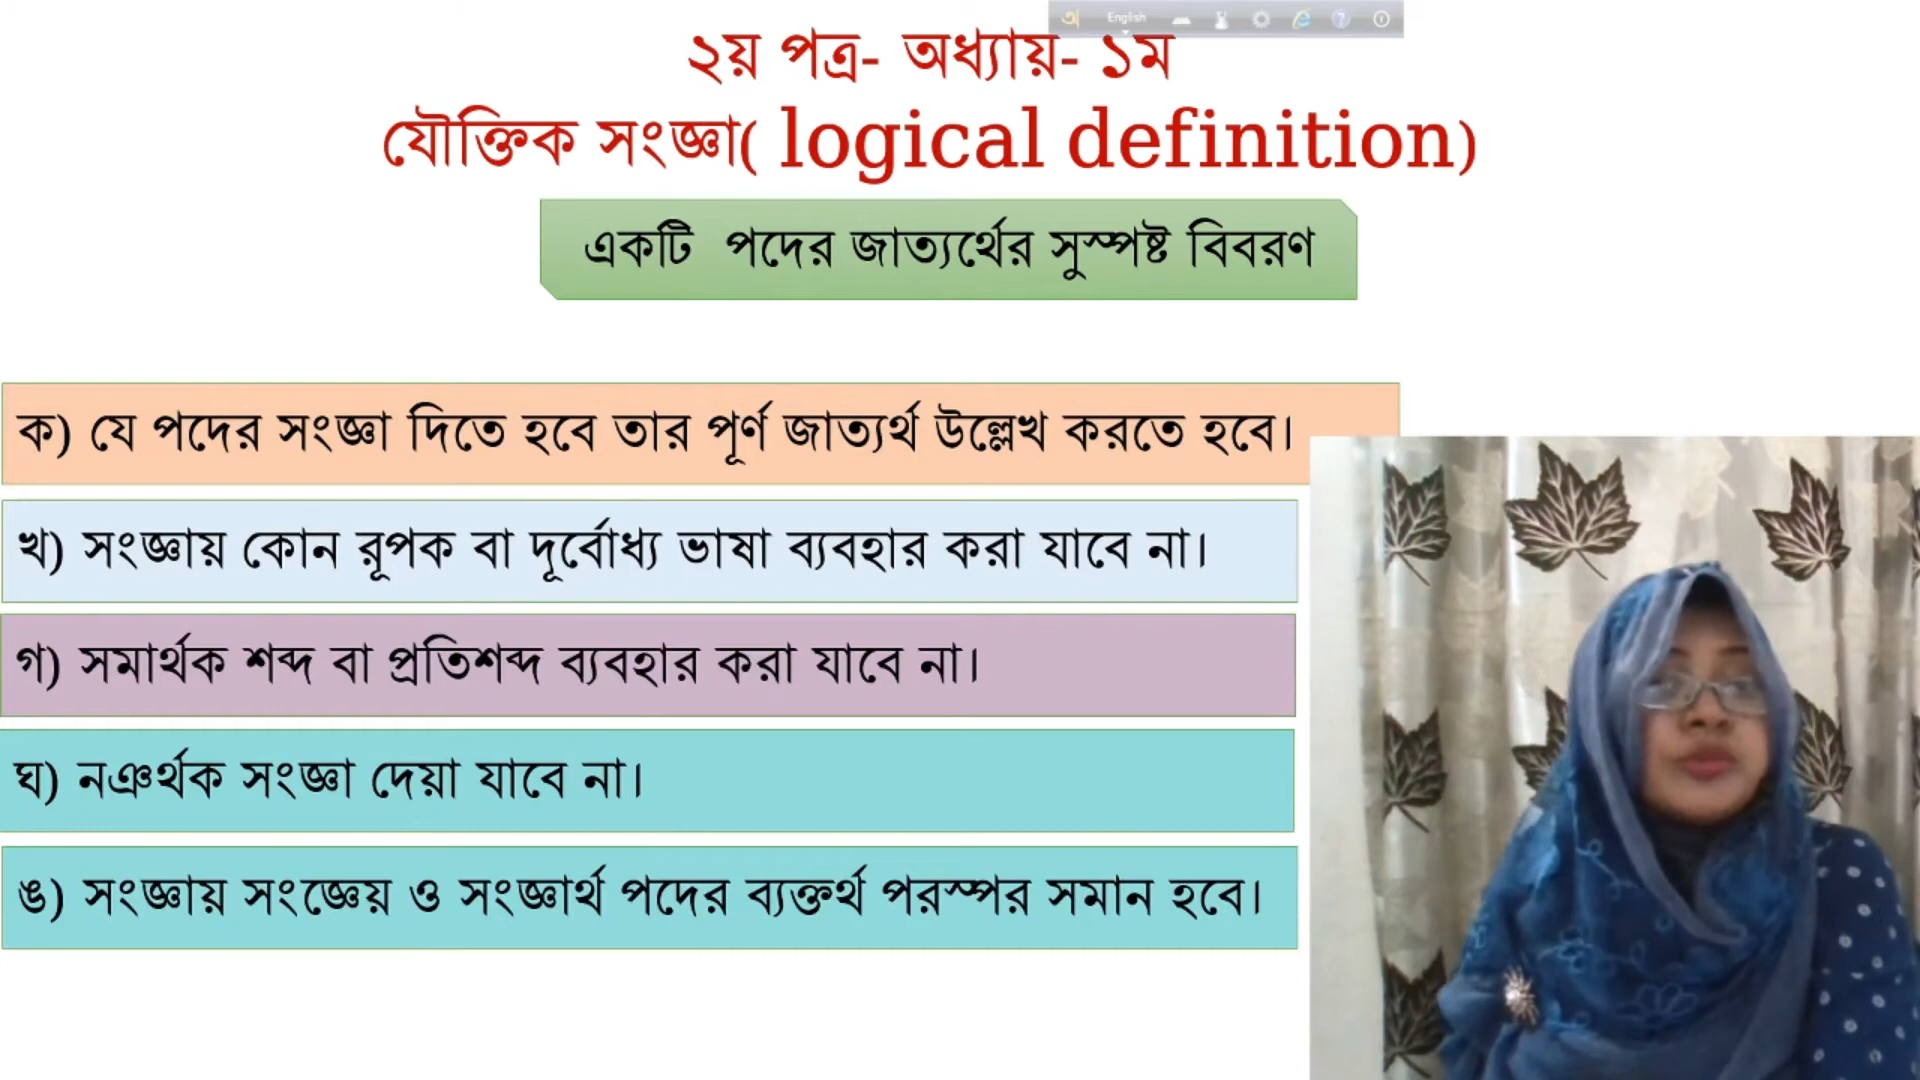 English
২য় পত্র- অধ্যায়- ১ম
যৌক্তিক সংজ্ঞা( logical definition)
একটি পদের জাত্যর্থের সুস্পষ্ট বিবরণ
ক) যে পদের সংজ্ঞা দিতে হবে তার পূর্ণ জাত্যর্থ উল্লেখ করতে হবে।
খ) সংজ্ঞায় কোন রূপক বা দূর্বোধ্য ভাষা ব্যবহার করা যাবে না।
গ) সমার্থক শব্দ বা প্রতিশব্দ ব্যবহার করা যাবে না।
ঘ) নঞর্থক সংজ্ঞা দেয়া যাবে না।
ঙ) সংজ্ঞায় সংজ্ঞেয় ও সংজ্ঞার্থ পদের ব্যক্তর্থ পরস্পর সমান হবে।